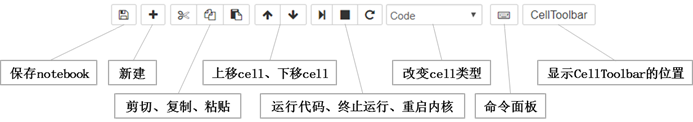 Code
CellToolbar
保存notebook
新建
上移cell、下移cell
改变cell类型
显示CellToolbar的位置
剪切、复制、粘贴
运行代码、终止运行、重启内核
命令面板